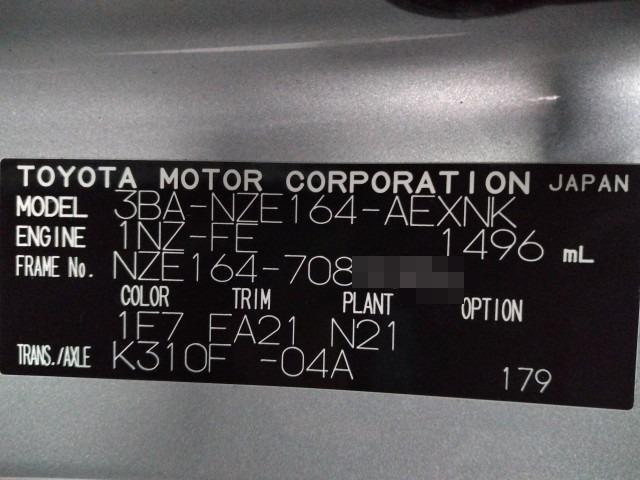 TOYOTA MOTOR CORPORATION JAPAN
MODEL 3BA-NZE164-AEXNK
ENGINE 1NZ-FE 1496 mL
FRAME No. NZE164-708
COLOR TRIM PLANT OPTION
1F7 FA21 N21
TRANS./AXLE K310F -04A
179